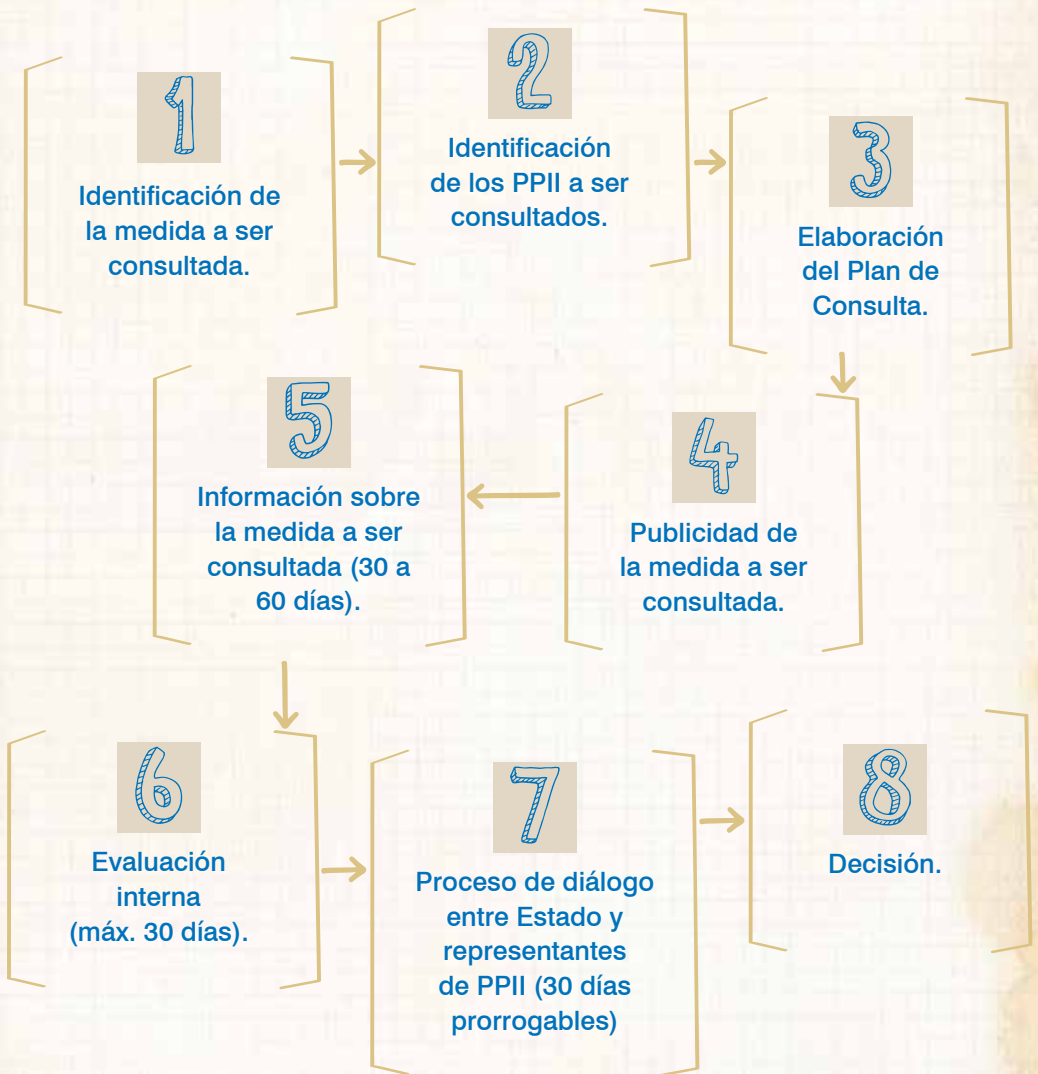 1
Identificación de
la medida a ser
consultada.
2
Identificación
de los PPII a ser
consultados.
3
Elaboración
del Plan de
Consulta.
4
Publicidad de
la medida a ser
consultada.
5
Información sobre
la medida a ser
consultada (30 a
60 días).
6
Evaluación
interna
(máx. 30 días).
7
Proceso de diálogo
entre Estado y
representantes
de PPII (30 días
prorrogables)
8
Decisión.